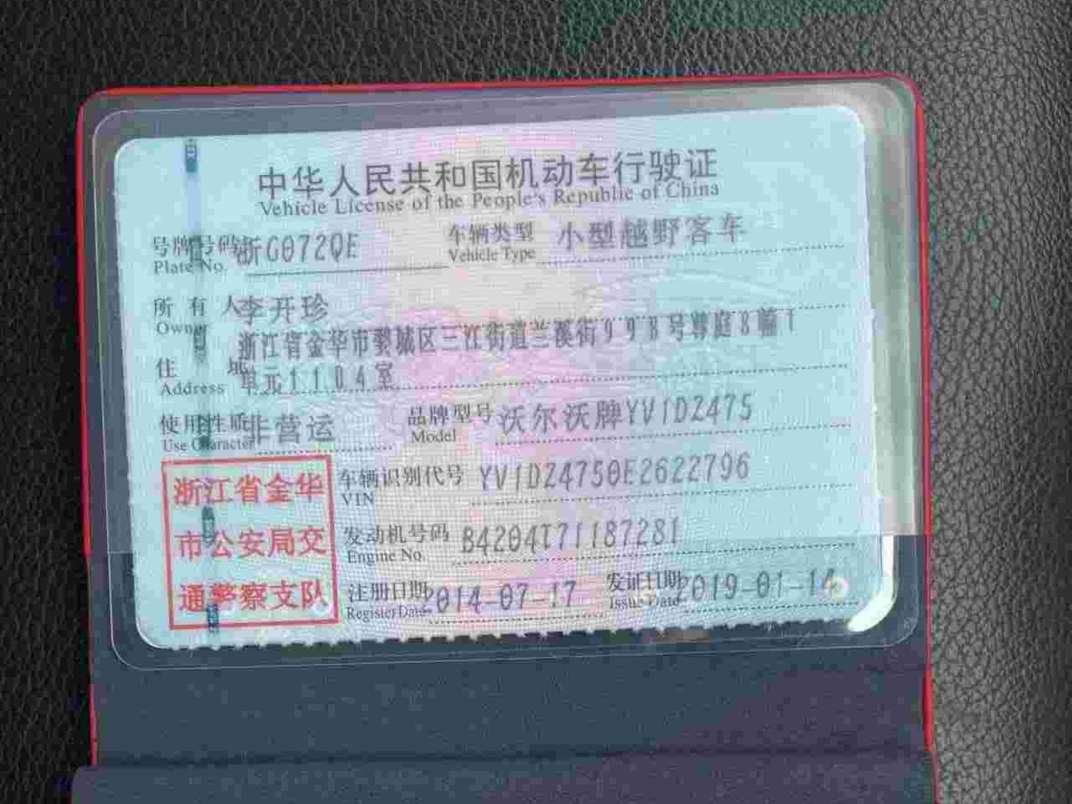 中华人民共和国机动车行驶证
Vehicle License of the People's Republic of China
号牌号码 浙G072QE 车辆类型 小型越野客车
Plate No. Vehicle Type
所有人 李开珍
Owner
浙江省金华市婺城区三江街道兰溪街998号尊庭8幢1
住址 单元1104室
Address
使用性质 非营运 品牌型号 沃尔沃牌YV1DZ475
Use Character Model
浙江省金华 车辆识别代号 YV1DZ4750E2622796
VIN
市公安局交 发动机号码 B4204T71187281
Engine No.
通警察支队 注册日期 2014-07-17 发证日期 2019-01-14
Register Date Issue Date